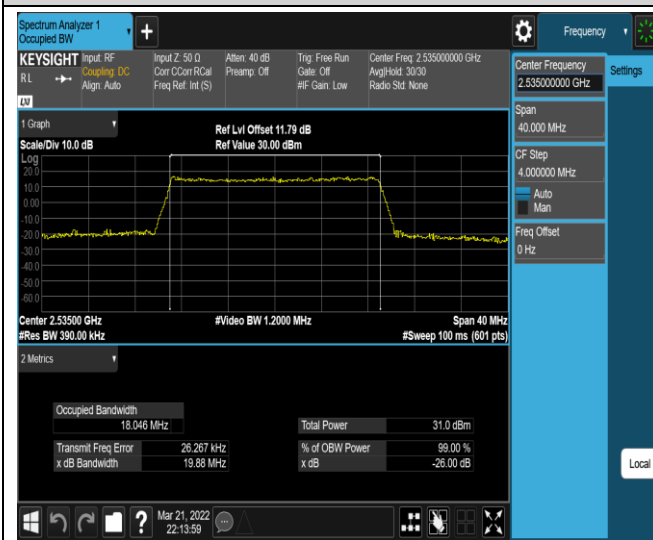 Spectrum Analyzer 1
Occupied BW
Frequency
KEYSIGHT
RL
LXI
Input: RF
Coupling: DC
Align: Auto
Input Z: 50 Ω
Corr CCorr RCal
Freq Ref: Int (S)
Atten: 40 dB
Preamp: Off
Trig: Free Run
Gate: Off
#IF Gain: Low
Center Freq: 2.535000000 GHz
Avg|Hold: 30/30
Radio Std: None
Center Frequency
2.535000000 GHz
Settings
Span
40.000 MHz
CF Step
4.000000 MHz
Auto
Man
Freq Offset
0 Hz
1 Graph
Scale/Div 10.0 dB
Ref Lvl Offset 11.79 dB
Ref Value 30.00 dBm
Log
20.0
10.0
0.00
-10.0
-20.0
-30.0
-40.0
-50.0
-60.0
Center 2.53500 GHz
#Res BW 390.00 kHz
#Video BW 1.2000 MHz
Span 40 MHz
#Sweep 100 ms (601 pts)
2 Metrics
Occupied Bandwidth
18.046 MHz
Transmit Freq Error 26.267 kHz
x dB Bandwidth 19.88 MHz
Total Power 31.0 dBm
% of OBW Power 99.00 %
x dB -26.00 dB
Local
Mar 21, 2022
22:13:59